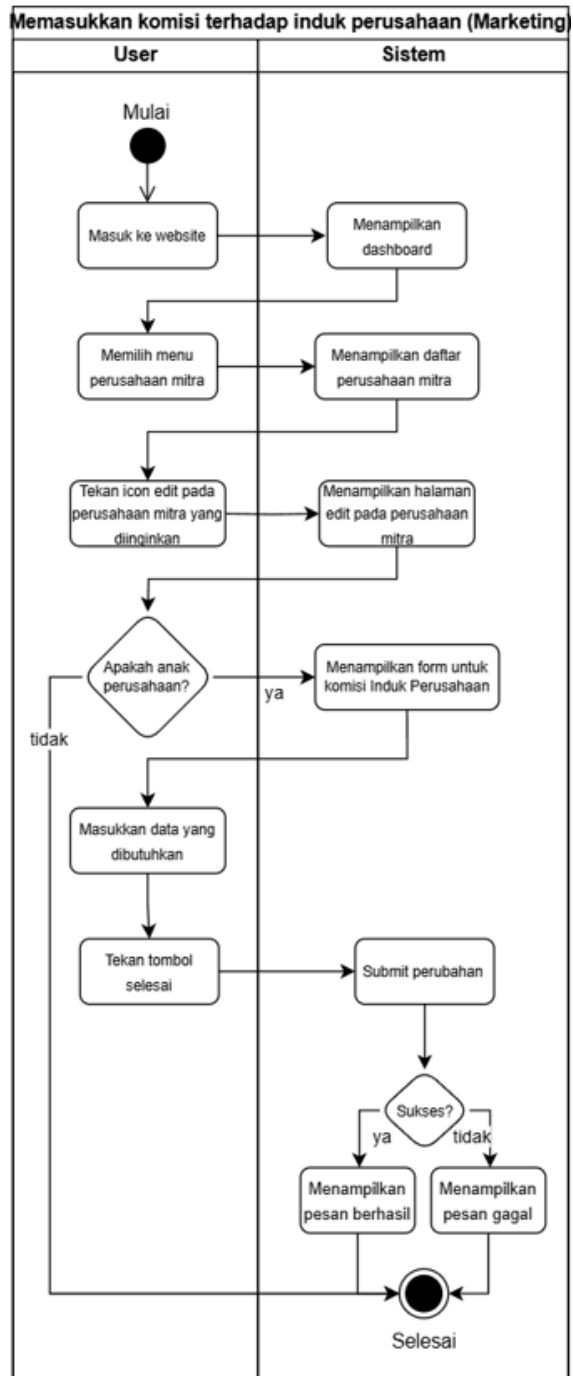 Memasukkan komisi terhadap induk perusahaan (Marketing)
User
Sistem
Mulai
Masuk ke website
Menampilkan
dashboard
Memilih menu
perusahaan mitra
Menampilkan daftar
perusahaan mitra
Tekan icon edit pada
perusahaan mitra yang
diinginkan
Menampilkan halaman
edit pada perusahaan
mitra
Apakah anak
perusahaan?
ya
Menampilkan form untuk
komisi Induk Perusahaan
tidak
Masukkan data yang
dibutuhkan
Tekan tombol
selesai
Submit perubahan
Sukses?
ya
tidak
Menampilkan
pesan berhasil
Menampilkan
pesan gagal
Selesai